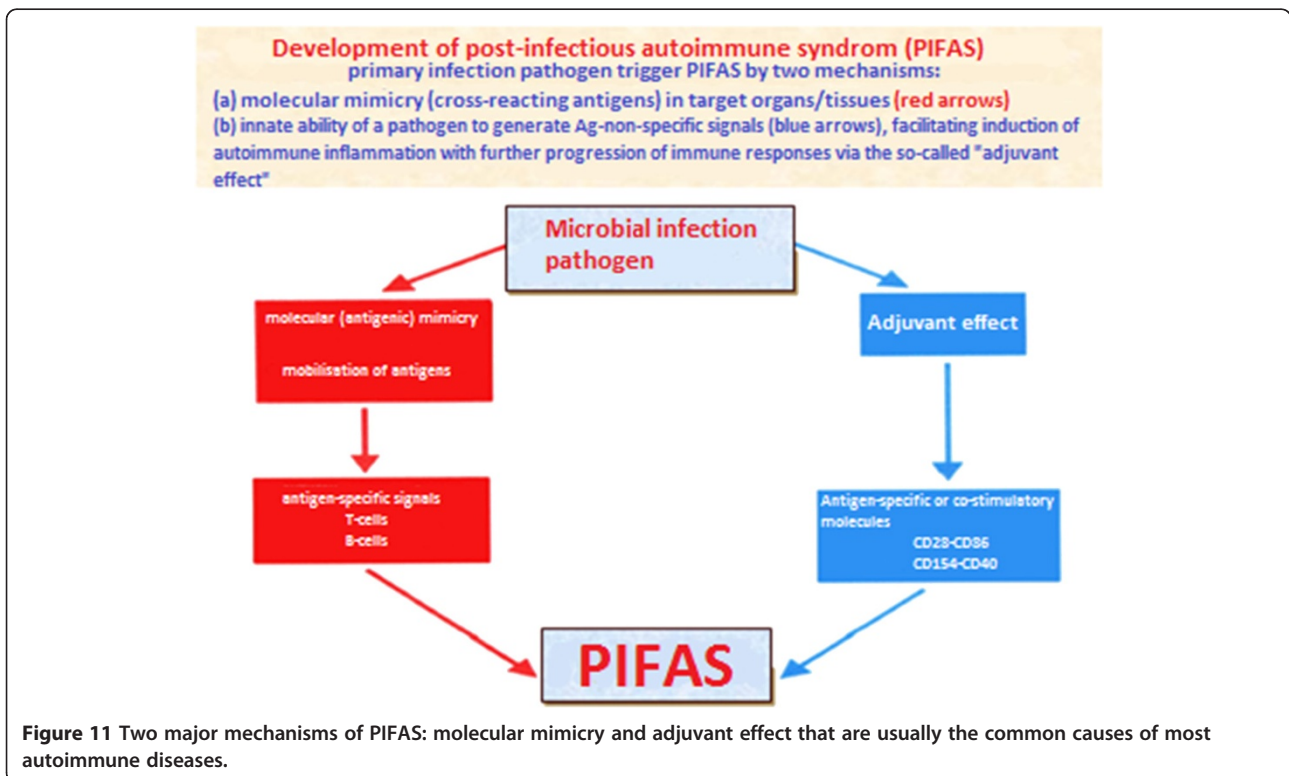 Development of post-infectious autoimmune syndrom (PIFAS)
primary infection pathogen trigger PIFAS by two mechanisms:
(a) molecular mimicry (cross-reacting antigens) in target organs/tissues (red arrows)
(b) innate ability of a pathogen to generate Ag-non-specific signals (blue arrows), facilitating induction of
autoimmune inflammation with further progression of immune responses via the so-called "adjuvant
effect"
Microbial infection
pathogen
molecular (antigenic) mimicry
mobilisation of antigens
Adjuvant effect
antigen-specific signals
T-cells
B-cells
Antigen-specific or co-stimulatory
molecules
CD28-CD86
CD154-CD40
PIFAS
Figure 11 Two major mechanisms of PIFAS: molecular mimicry and adjuvant effect that are usually the common causes of most
autoimmune diseases.